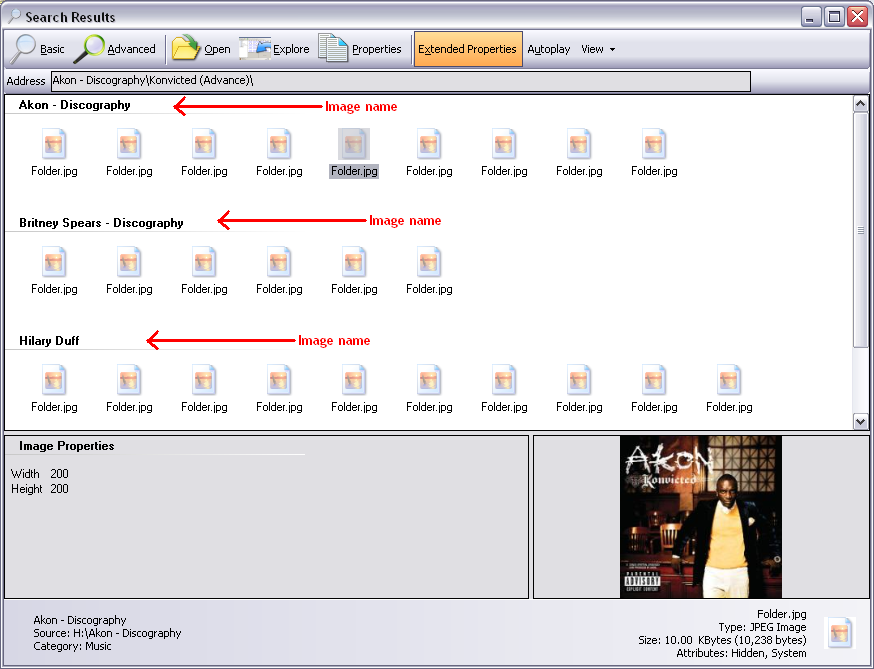 Search Results
Basic Advanced Open Explore Properties Extended Properties Autoplay View
Address Akon - Discography\Konvicted (Advance)\
Akon - Discography Image name
Folder.jpg Folder.jpg Folder.jpg Folder.jpg Folder.jpg Folder.jpg Folder.jpg Folder.jpg Folder.jpg
Britney Spears - Discography Image name
Folder.jpg Folder.jpg Folder.jpg Folder.jpg Folder.jpg Folder.jpg
Hilary Duff Image name
Folder.jpg Folder.jpg Folder.jpg Folder.jpg Folder.jpg Folder.jpg Folder.jpg Folder.jpg Folder.jpg Folder.jpg
Image Properties
Width 200
Height 200
AKON
Konvicted
PARENTAL
ADVISORY
EXPLICIT CONTENT
Akon - Discography
Source: H:\Akon - Discography
Category: Music
Folder.jpg
Type: JPEG Image
Size: 10.00 KBytes (10,238 bytes)
Attributes: Hidden, System